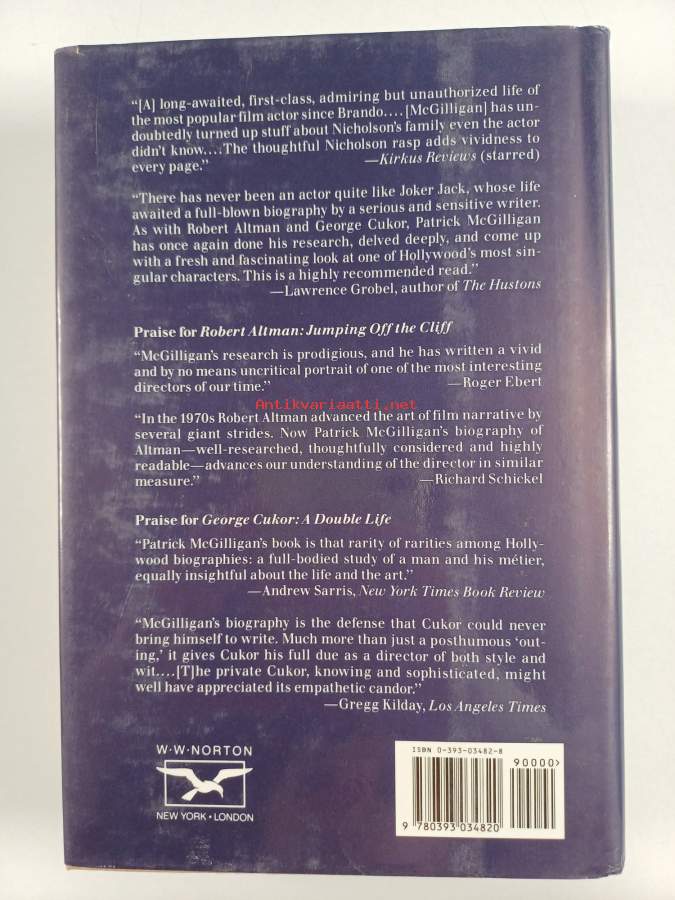 “[A] long-awaited, first-class, admiring but unauthorized life of
the most popular film actor since Brando....[McGilligan] has un-
doubtedly turned up stuff about Nicholson's family even the actor
didn't know....The thoughtful Nicholson rasp adds vividness to
every page.” —Kirkus Reviews (starred)
“There has never been an actor quite like Joker Jack, whose life
awaited a full-blown biography by a serious and sensitive writer.
As with Robert Altman and George Cukor, Patrick McGilligan
has once again done his research, delved deeply, and come up
with a fresh and fascinating look at one of Hollywood's most sin-
gular characters. This is a highly recommended read.”
—Lawrence Grobel, author of The Hustons
Praise for Robert Altman: Jumping Off the Cliff
“McGilligan's research is prodigious, and he has written a vivid
and by no means uncritical portrait of one of the most interesting
directors of our time.” —Roger Ebert
Antikvariaatti.net
“In the 1970s Robert Altman advanced the art of film narrative by
several giant strides. Now Patrick McGilligan's biography of
Altman—well-researched, thoughtfully considered and highly
readable—advances our understanding of the director in similar
measure.” —Richard Schickel
Praise for George Cukor: A Double Life
“Patrick McGilligan's book is that rarity of rarities among Holly-
wood biographies: a full-bodied study of a man and his métier,
equally insightful about the life and the art.”
—Andrew Sarris, New York Times Book Review
“McGilligan's biography is the defense that Cukor could never
bring himself to write. Much more than just a posthumous ‘out-
ing,’ it gives Cukor his full due as a director of both style and
wit....[T]he private Cukor, knowing and sophisticated, might
well have appreciated its empathetic candor.”
—Gregg Kilday, Los Angeles Times
W·W·NORTON
NEW YORK · LONDON
ISBN 0-393-03482-8
90000>
9 780393 034820